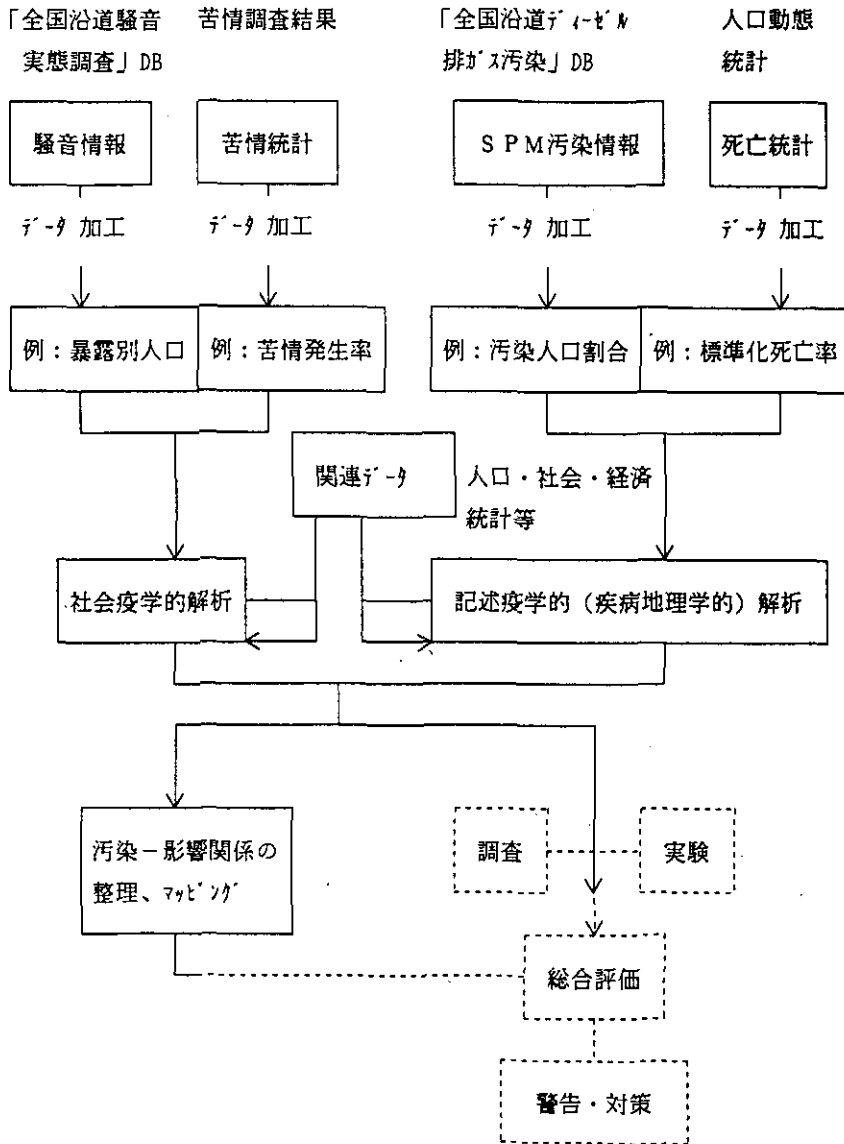 「全国沿道騒音　苦情調査結果　「全国沿道ディーゼル　人口動態
実態調査」DB　排ガス汚染」DB　統計
騒音情報　苦情統計　ＳＰＭ汚染情報　死亡統計
データ 加工　データ 加工　データ 加工　データ 加工
例：暴露別人口　例：苦情発生率　例：汚染人口割合　例：標準化死亡率
関連データ　人口・社会・経済
統計等
社会疫学的解析　記述疫学的（疾病地理学的）解析
汚染－影響関係の
整理、マッピング
調査　実験
総合評価
警告・対策